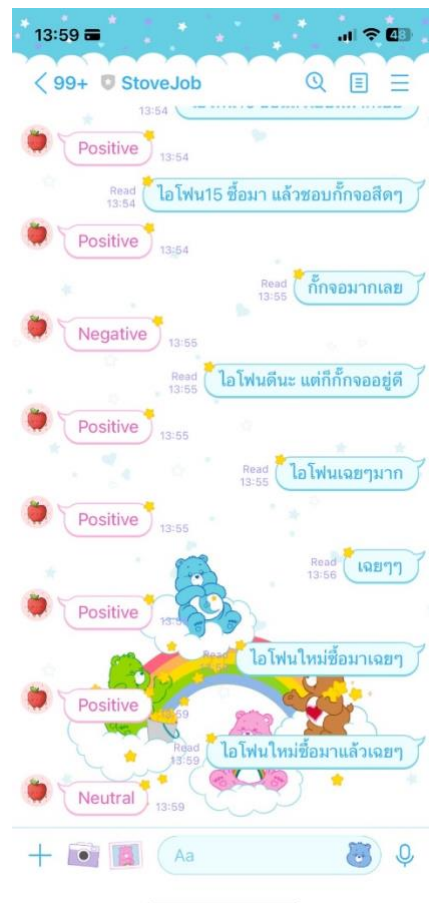 13:59
48
99+ StoveJob
13:54
Positive
13:54
Read
13:54
ไอโฟน15 ซื้อมา แล้วชอบกั๊กจอสีดๆ
Positive
13:54
Read
13:55
กั๊กจอมากเลย
Negative
13:55
Read
13:55
ไอโฟนดีนะ แต่ก็กั๊กจออยู่ดี
Positive
13:55
Read
13:55
ไอโฟนเฉยๆมาก
Positive
13:55
Read
13:56
เฉยๆๆ
Positive
Read
ไอโฟนใหม่ซื้อมาเฉยๆ
Positive
Read
13:59
ไอโฟนใหม่ซื้อมาแล้วเฉยๆ
Neutral
13:59
Aa